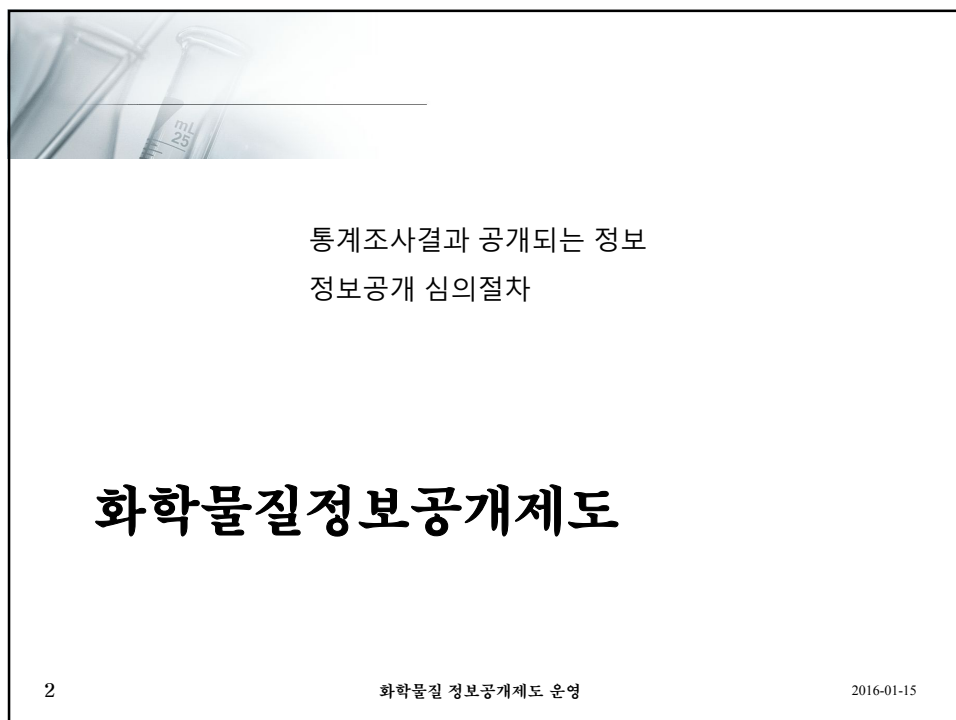 mL
25
통계조사결과 공개되는 정보
정보공개 심의절차
화학물질정보공개제도
2
화학물질 정보공개제도 운영
2016-01-15